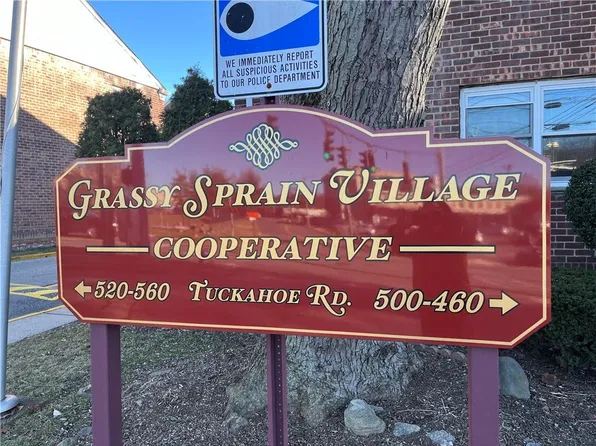 WE IMMEDIATELY REPORT
ALL SUSPICIOUS ACTIVITIES
TO OUR POLICE DEPARTMENT
GRASSY SPRAIN VILLAGE
COOPERATIVE
←520-560 TUCKAHOE RD. 500-460→